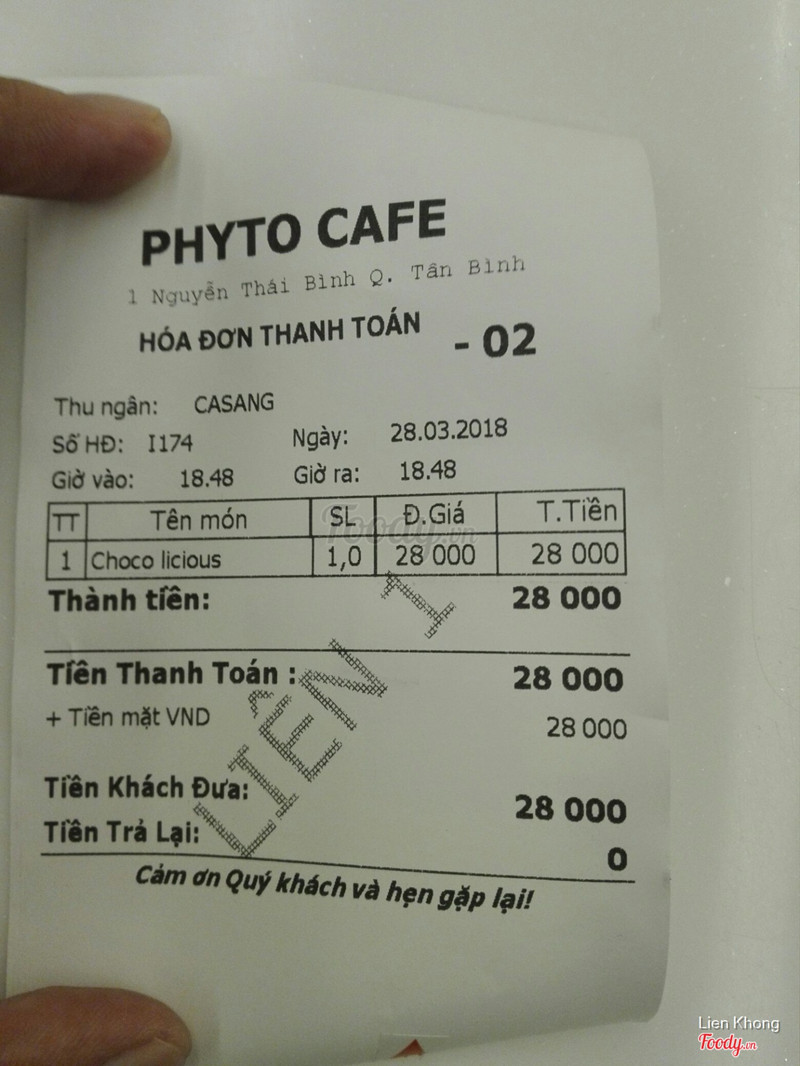 PHYTO CAFE
1 Nguyễn Thái Bình Q. Tân Bình
HÓA ĐƠN THANH TOÁN - 02
Thu ngân: CASANG
Số HĐ: I174 Ngày: 28.03.2018
Giờ vào: 18.48 Giờ ra: 18.48
TT Tên món SL Đ.Giá T.Tiền
1 Choco licious 1,0 28 000 28 000
Thành tiền: 28 000
Tiền Thanh Toán : 28 000
+ Tiền mặt VND 28 000
Tiền Khách Đưa: 28 000
Tiền Trả Lại: 0
Cảm ơn Quý khách và hẹn gặp lại!
LIÊN 1
Foody.vn
Lien Khong
Foody.vn